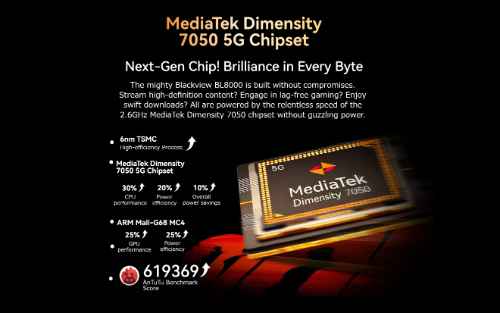 MediaTek Dimensity
7050 5G Chipset
Next-Gen Chip! Brilliance in Every Byte
The mighty Blackview BL8000 is built without compromises.
Stream high-definition content? Engage in lag-free gaming? Enjoy
swift downloads? All are powered by the relentless speed of the
2.6GHz MediaTek Dimensity 7050 chipset without guzzling power.
6nm TSMC
High-efficiency Process
MediaTek Dimensity
7050 5G Chipset
30% 20% 10%
CPU Power Overall
performance efficiency power savings
ARM Mali-G68 MC4
25% 25%
GPU Power
performance efficiency
619369
AnTuTu Benchmark
Score
5G
MediaTek
Dimensity 7050